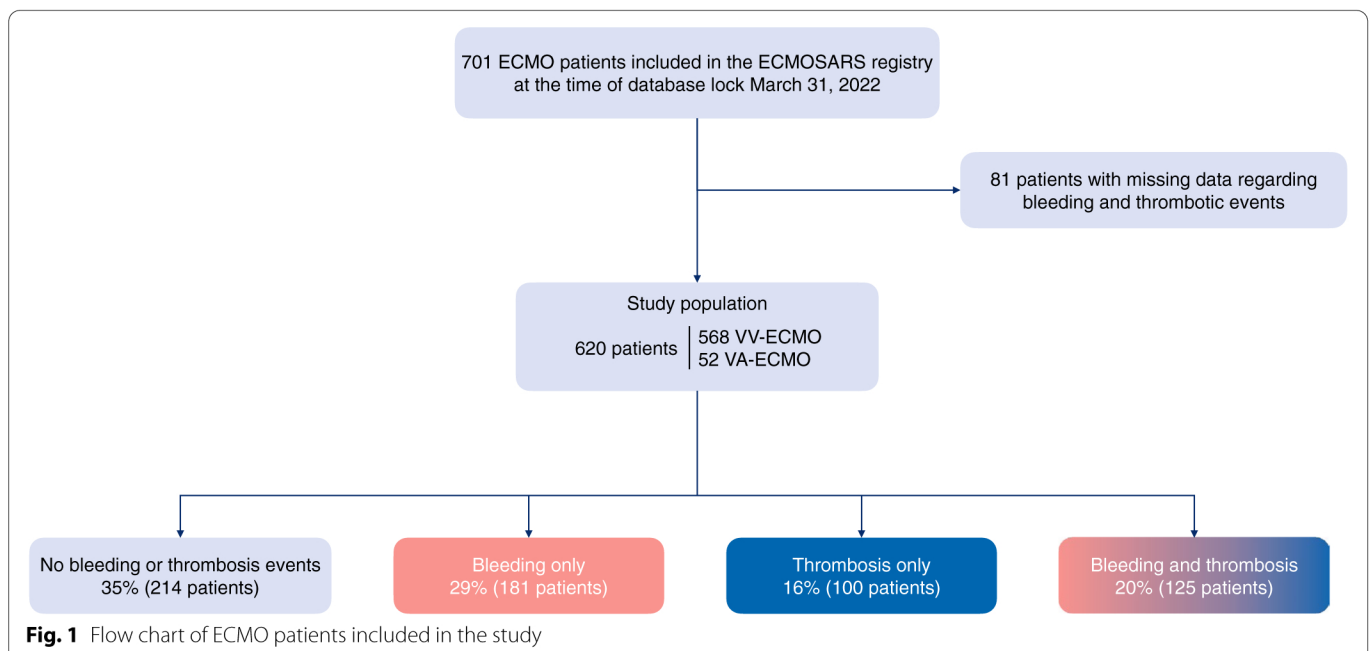 701 ECMO patients included in the ECMOSARS registry
at the time of database lock March 31, 2022
81 patients with missing data regarding
bleeding and thrombotic events
Study population
620 patients
568 VV-ECMO
52 VA-ECMO
No bleeding or thrombosis events
35% (214 patients)
Bleeding only
29% (181 patients)
Thrombosis only
16% (100 patients)
Bleeding and thrombosis
20% (125 patients)
Fig. 1 Flow chart of ECMO patients included in the study